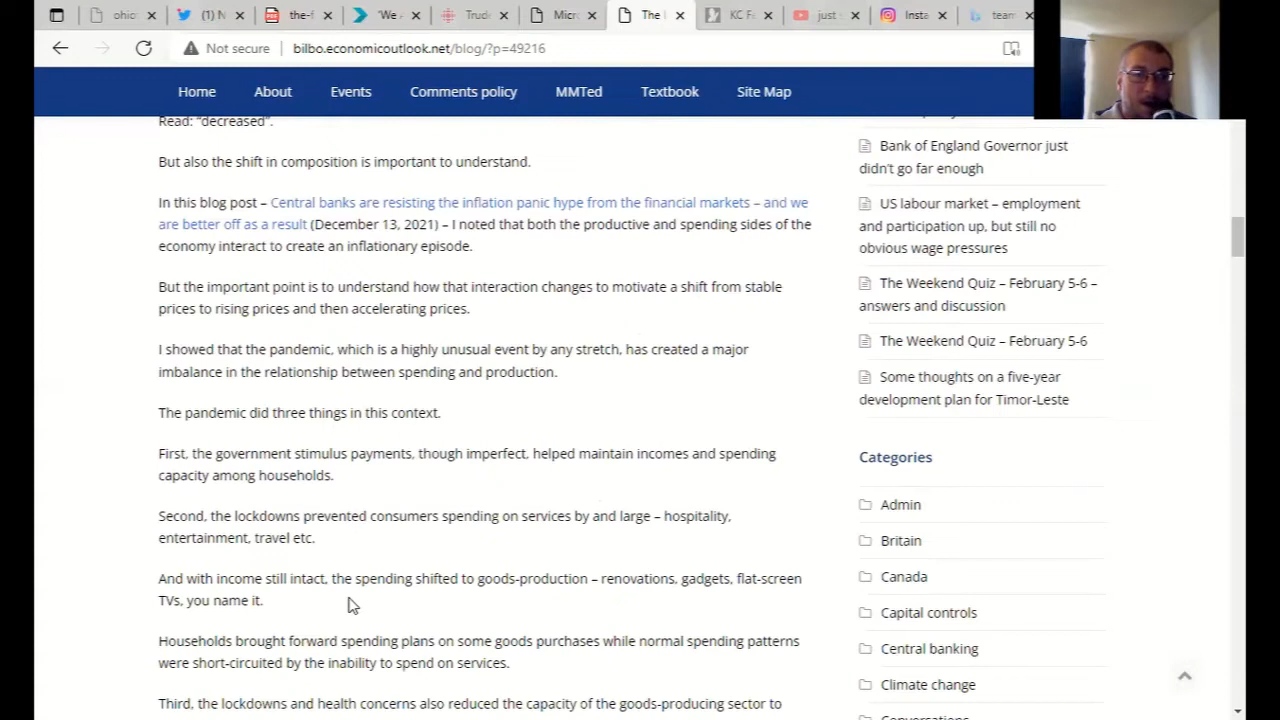 ohic
(1) N
the-f
'We
Trud
Micr
The
KC F
just
Insta
team
Not secure
bilbo.economicoutlook.net/blog/?p=49216
Home
About
Events
Comments policy
MMTed
Textbook
Site Map
Read: “decreased”.
But also the shift in composition is important to understand.
In this blog post – Central banks are resisting the inflation panic hype from the financial markets – and we
are better off as a result (December 13, 2021) – I noted that both the productive and spending sides of the
economy interact to create an inflationary episode.
But the important point is to understand how that interaction changes to motivate a shift from stable
prices to rising prices and then accelerating prices.
I showed that the pandemic, which is a highly unusual event by any stretch, has created a major
imbalance in the relationship between spending and production.
The pandemic did three things in this context.
First, the government stimulus payments, though imperfect, helped maintain incomes and spending
capacity among households.
Second, the lockdowns prevented consumers spending on services by and large – hospitality,
entertainment, travel etc.
And with income still intact, the spending shifted to goods-production – renovations, gadgets, flat-screen
TVs, you name it.
Households brought forward spending plans on some goods purchases while normal spending patterns
were short-circuited by the inability to spend on services.
Third, the lockdowns and health concerns also reduced the capacity of the goods-producing sector to
Bank of England Governor just
didn’t go far enough
US labour market – employment
and participation up, but still no
obvious wage pressures
The Weekend Quiz – February 5-6 –
answers and discussion
The Weekend Quiz – February 5-6
Some thoughts on a five-year
development plan for Timor-Leste
Categories
Admin
Britain
Canada
Capital controls
Central banking
Climate change